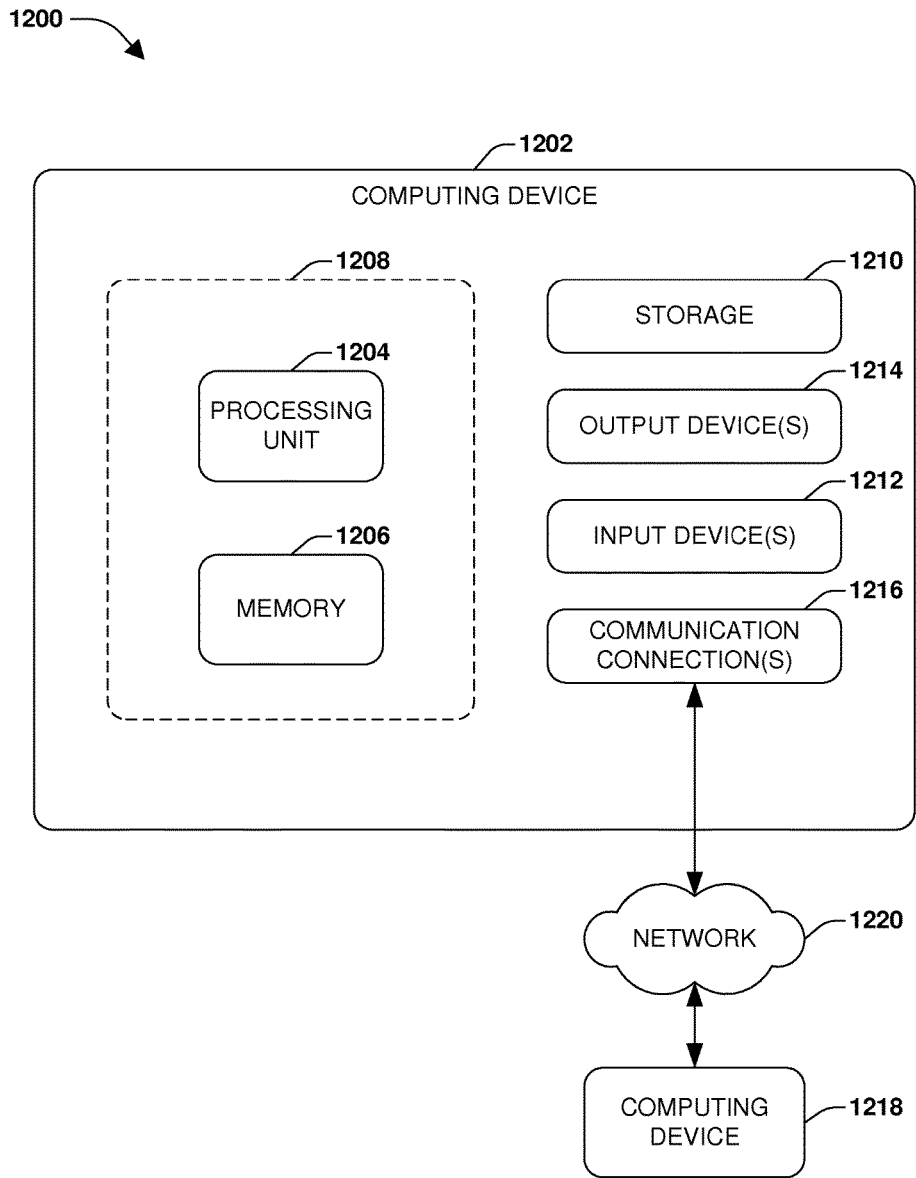 1200
1202
COMPUTING DEVICE
1208
1210
STORAGE
1204
PROCESSING
UNIT
1214
OUTPUT DEVICE(S)
1212
INPUT DEVICE(S)
1206
MEMORY
1216
COMMUNICATION
CONNECTION(S)
NETWORK
1220
COMPUTING
DEVICE
1218